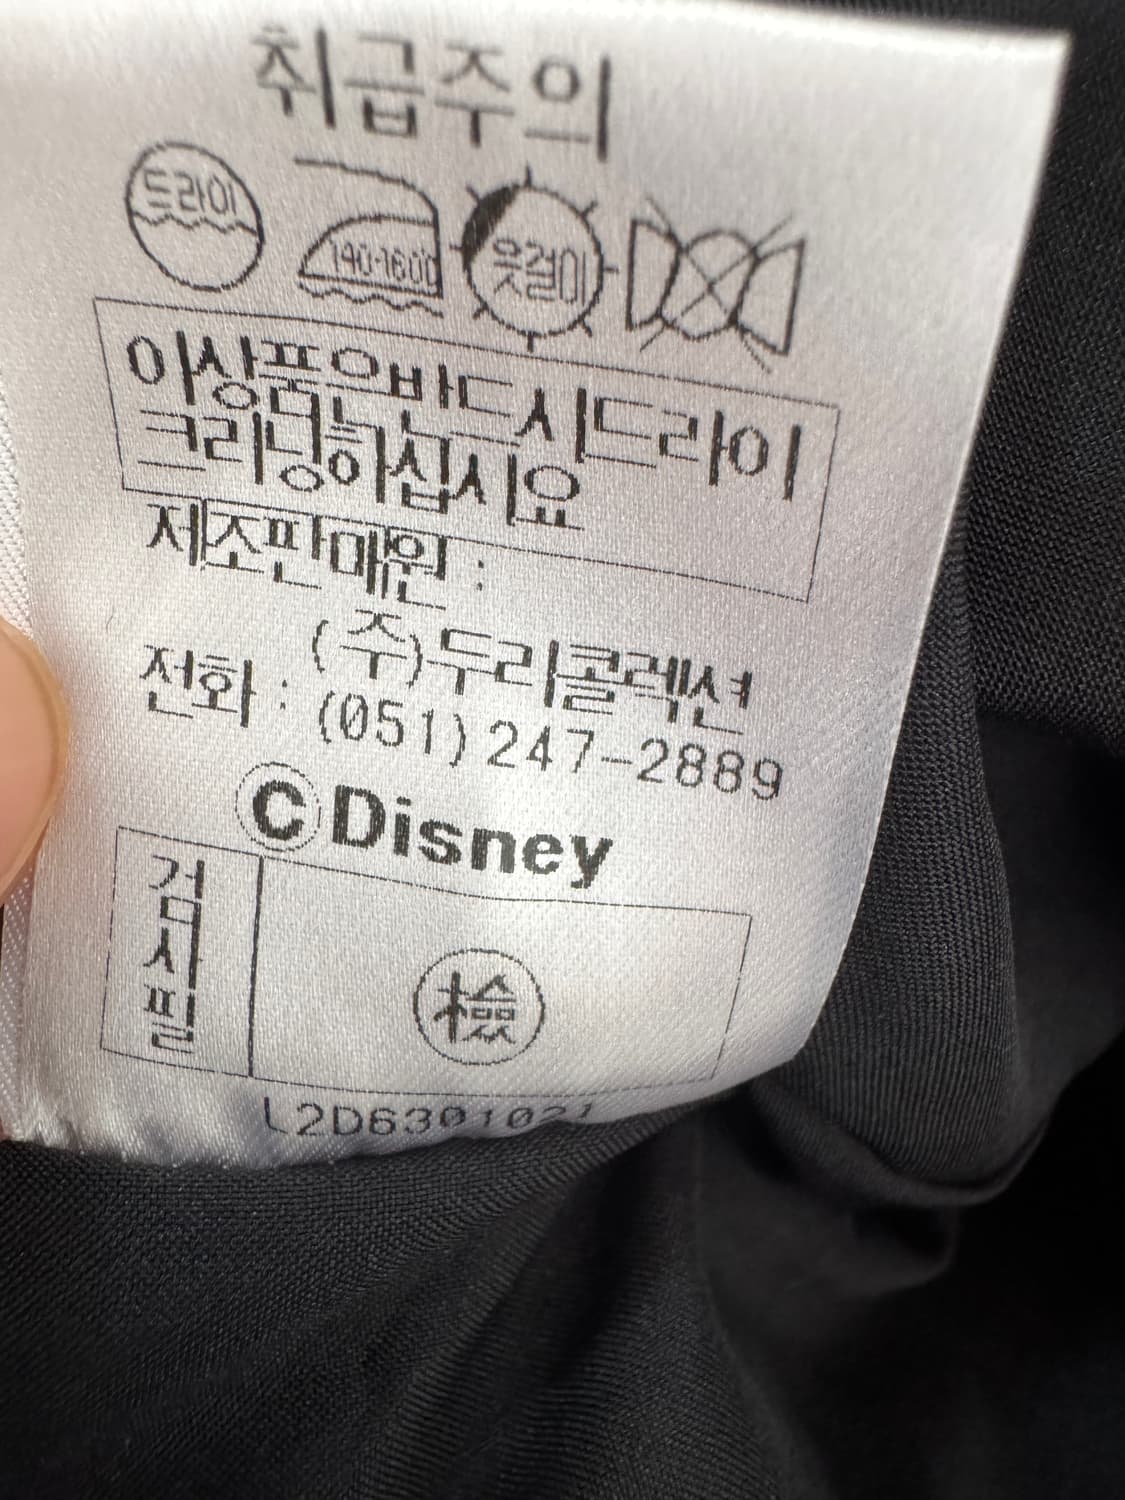 취급주의
드라이 140-160℃ 옷걸이
이상품은반드시드라이
크리닝하십시요
제조판매원 :
(주)두리콜렉션
전화 : (051)247-2889
ⓒDisney
검사필 檢
L2D6301021